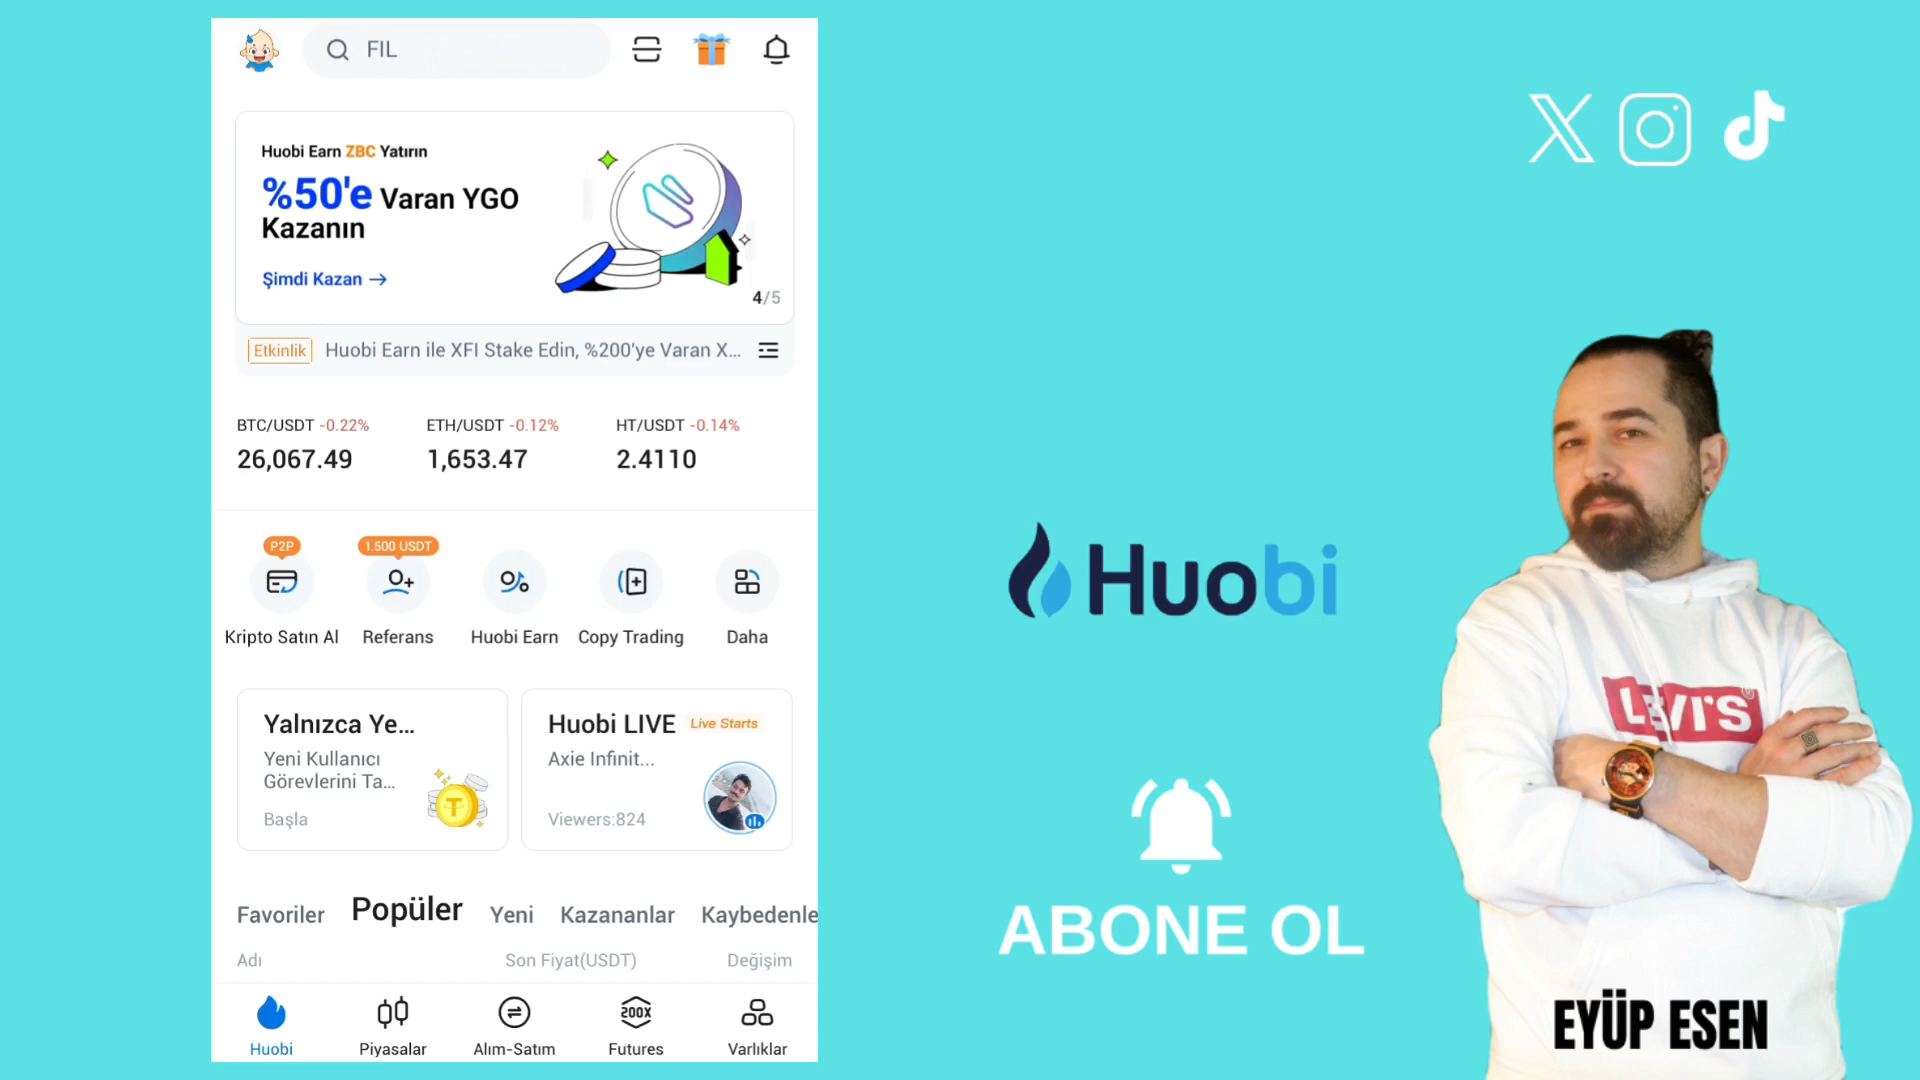 FIL
Huobi Earn ZBC Yatırın
%50'e Varan YGO
Kazanın
Şimdi Kazan →
4/5
Etkinlik Huobi Earn ile XFI Stake Edin, %200'ye Varan X...
BTC/USDT -0.22% ETH/USDT -0.12% HT/USDT -0.14%
26,067.49 1,653.47 2.4110
P2P 1.500 USDT
Kripto Satın Al Referans Huobi Earn Copy Trading Daha
Yalnızca Ye...
Yeni Kullanıcı
Görevlerini Ta...
Başla
Huobi LIVE Live Starts
Axie Infinit...
Viewers:824
Favoriler Popüler Yeni Kazananlar Kaybedenle
Adı Son Fiyat(USDT) Değişim
200X
Huobi Piyasalar Alım-Satım Futures Varlıklar
Huobi
ABONE OL
LEVI'S
EYÜP ESEN